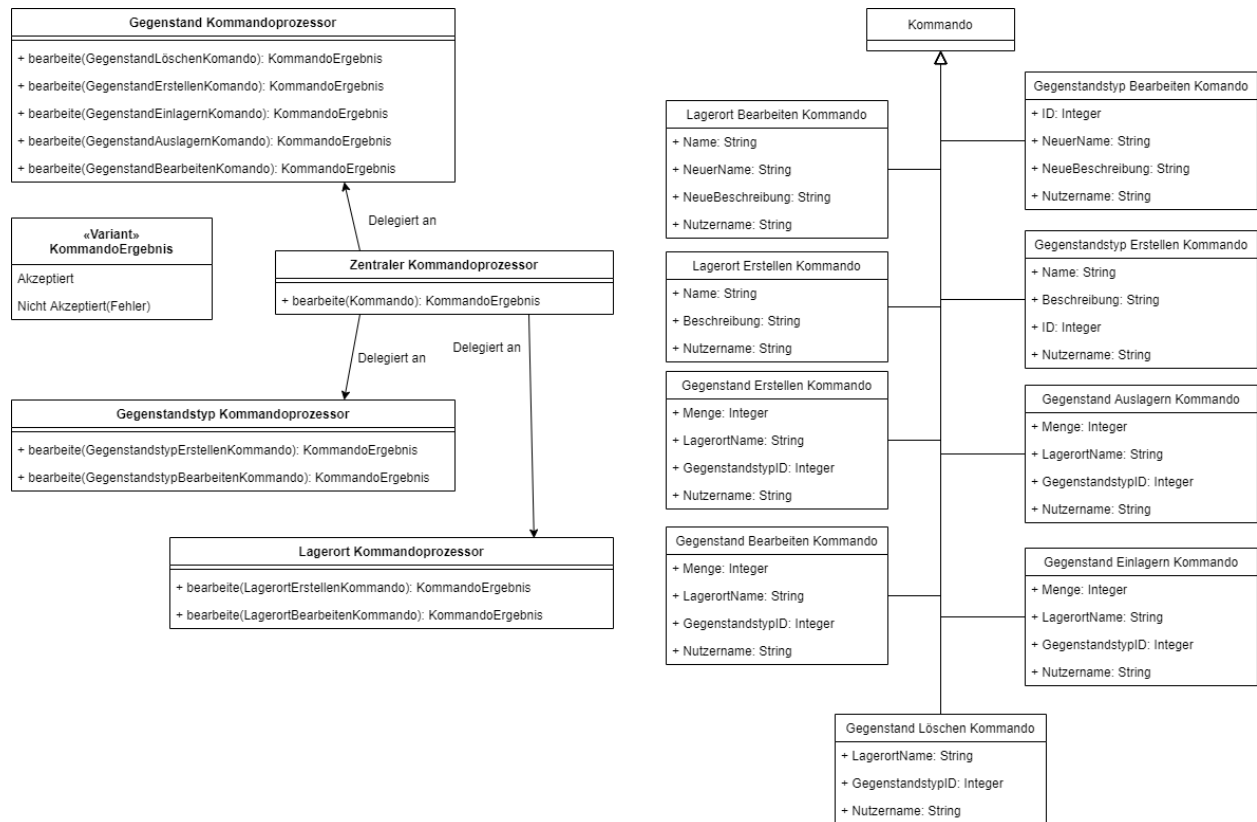 Gegenstand Kommandoprozessor
+ bearbeite(GegenstandLöschenKomando): KommandoErgebnis
+ bearbeite(GegenstandErstellenKomando): KommandoErgebnis
+ bearbeite(GegenstandEinlagernKomando): KommandoErgebnis
+ bearbeite(GegenstandAuslagernKomando): KommandoErgebnis
+ bearbeite(GegenstandBearbeitenKomando): KommandoErgebnis
Delegiert an
«Variant»
KommandoErgebnis
Akzeptiert
Nicht Akzeptiert(Fehler)
Zentraler Kommandoprozessor
+ bearbeite(Kommando): KommandoErgebnis
Delegiert an
Delegiert an
Gegenstandstyp Kommandoprozessor
+ bearbeite(GegenstandstypErstellenKommando): KommandoErgebnis
+ bearbeite(GegenstandstypBearbeitenKommando): KommandoErgebnis
Lagerort Kommandoprozessor
+ bearbeite(LagerortErstellenKommando): KommandoErgebnis
+ bearbeite(LagerortBearbeitenKommando): KommandoErgebnis
Kommando
Lagerort Bearbeiten Kommando
+ Name: String
+ NeuerName: String
+ NeueBeschreibung: String
+ Nutzername: String
Lagerort Erstellen Kommando
+ Name: String
+ Beschreibung: String
+ Nutzername: String
Gegenstand Erstellen Kommando
+ Menge: Integer
+ LagerortName: String
+ GegenstandstypID: Integer
+ Nutzername: String
Gegenstand Bearbeiten Kommando
+ Menge: Integer
+ LagerortName: String
+ GegenstandstypID: Integer
+ Nutzername: String
Gegenstandstyp Bearbeiten Komando
+ ID: Integer
+ NeuerName: String
+ NeueBeschreibung: String
+ Nutzername: String
Gegenstandstyp Erstellen Kommando
+ Name: String
+ Beschreibung: String
+ ID: Integer
+ Nutzername: String
Gegenstand Auslagern Kommando
+ Menge: Integer
+ LagerortName: String
+ GegenstandstypID: Integer
+ Nutzername: String
Gegenstand Einlagern Kommando
+ Menge: Integer
+ LagerortName: String
+ GegenstandstypID: Integer
+ Nutzername: String
Gegenstand Löschen Kommando
+ LagerortName: String
+ GegenstandstypID: Integer
+ Nutzername: String